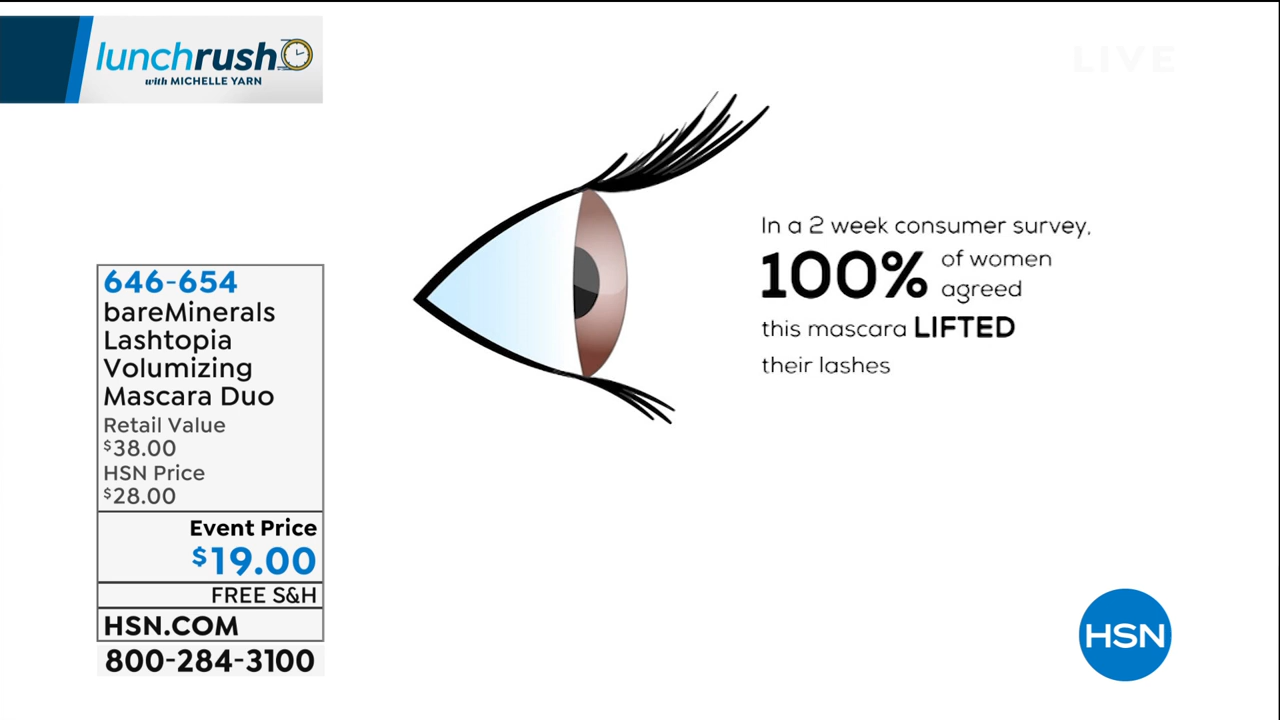 lunchrush
with MICHELLE YARN
LIVE
In a 2 week consumer survey,
100% of women
agreed
this mascara LIFTED
their lashes
646-654
bareMinerals
Lashtopia
Volumizing
Mascara Duo
Retail Value
$38.00
HSN Price
$28.00
Event Price
$19.00
FREE S&H
HSN.COM
800-284-3100
HSN